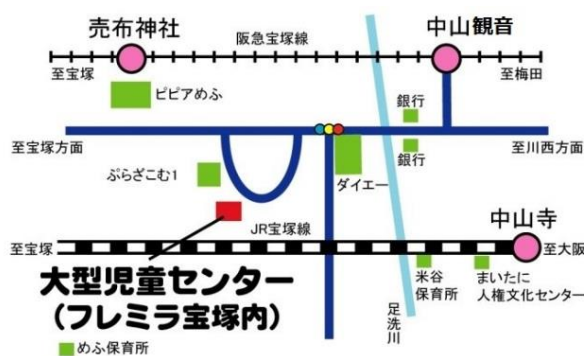 売布神社
阪急宝塚線
中山観音
至宝塚
至梅田
ピピアめふ
銀行
至宝塚方面
至川西方面
ぷらざこむ1
ダイエー
銀行
JR宝塚線
中山寺
至宝塚
至大阪
大型児童センター
(フレミラ宝塚内)
米谷
保育所
まいたに
人権文化センター
足洗川
めふ保育所